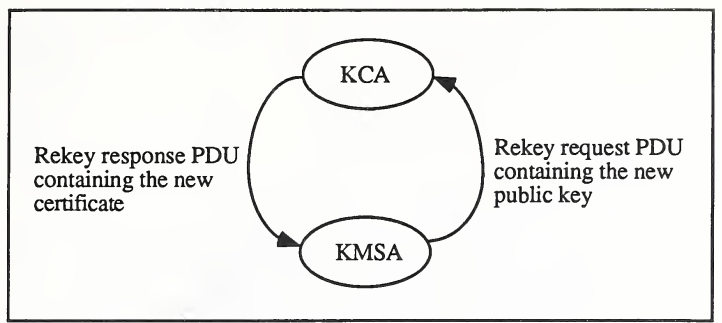 KCA
Rekey response PDU
containing the new
certificate
Rekey request PDU
containing the new
public key
KMSA